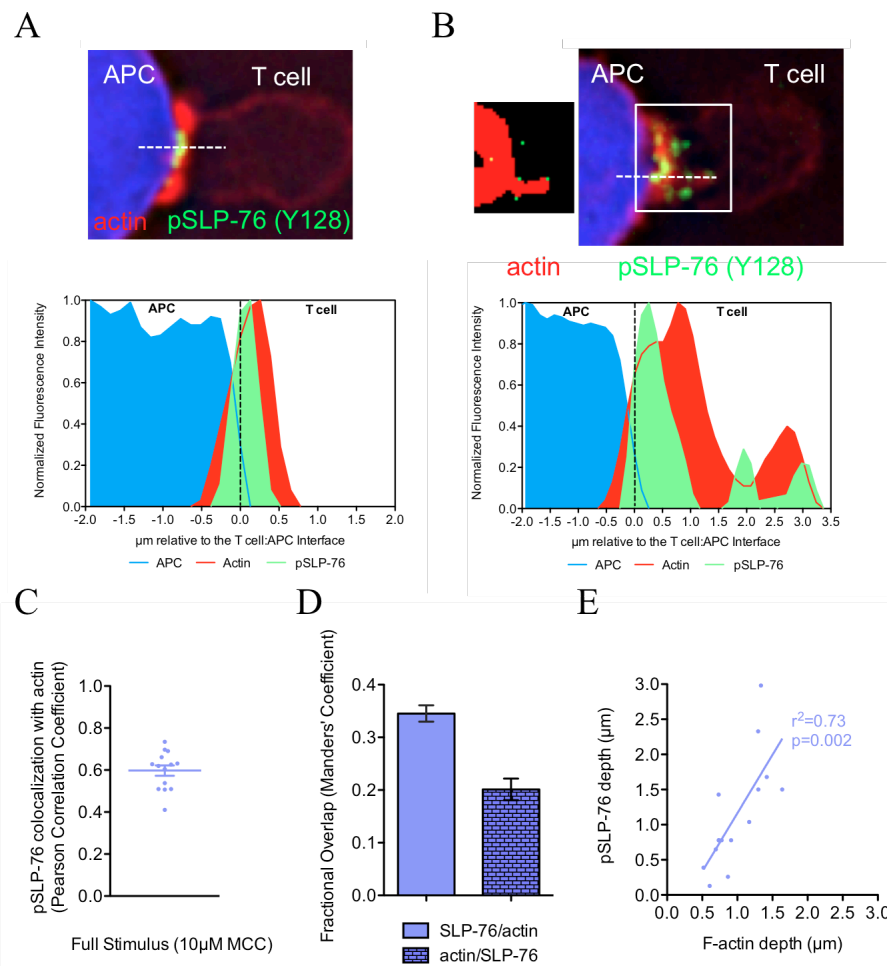 A
APC
T cell
actin
pSLP-76 (Y128)
B
APC
T cell
actin
pSLP-76 (Y128)
Normalized Fluorescence Intensity
1.0
0.8
0.6
0.4
0.2
0.0
APC
T cell
-2.0 -1.5 -1.0 -0.5 0.0 0.5 1.0 1.5 2.0
µm relative to the T cell:APC Interface
APC Actin pSLP-76
Normalized Fluorescence Intensity
1.0
0.8
0.6
0.4
0.2
0.0
APC
T cell
-2.0 -1.5 -1.0 -0.5 0.0 0.5 1.0 1.5 2.0 2.5 3.0 3.5
µm relative to the T cell:APC Interface
APC Actin pSLP-76
C
pSLP-76 colocalization with actin
(Pearson Correlation Coefficient)
1.0
0.8
0.6
0.4
0.2
0.0
Full Stimulus (10µM MCC)
D
Fractional Overlap (Manders' Coefficient)
0.4
0.3
0.2
0.1
0.0
SLP-76/actin
actin/SLP-76
E
pSLP-76 depth (µm)
3.0
2.5
2.0
1.5
1.0
0.5
0.0
r²=0.73
p=0.002
0.0 0.5 1.0 1.5 2.0 2.5 3.0
F-actin depth (µm)